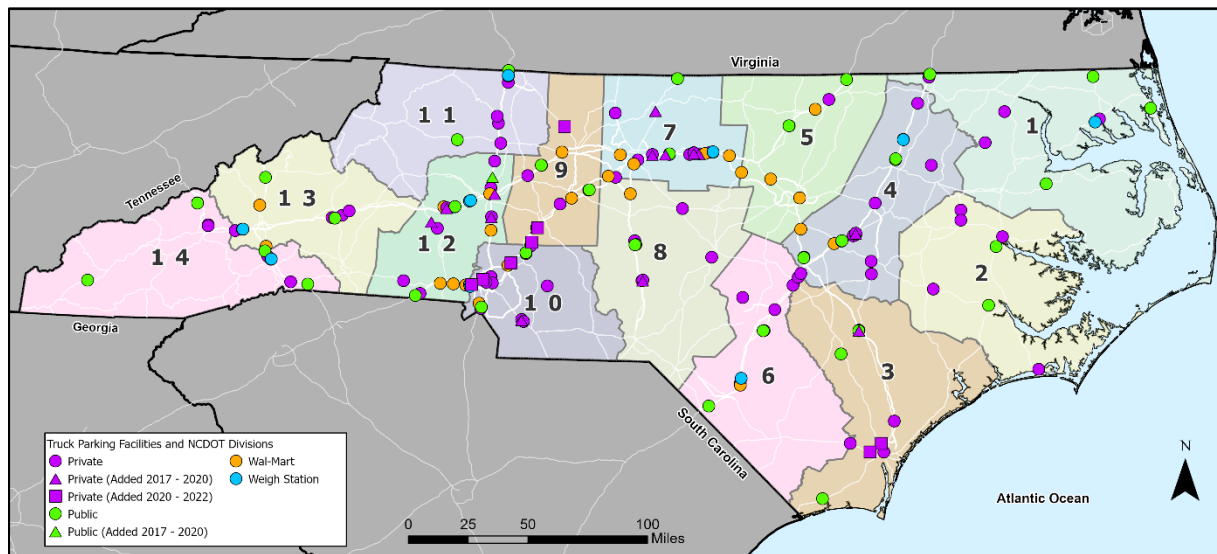 Virginia
1 1
7
5
1
9
4
Tennessee
1 3
1 2
1 4
8
2
1 0
Georgia
6
3
South Carolina
Truck Parking Facilities and NCDOT Divisions
Private
Wal-Mart
Private (Added 2017 - 2020)
Weigh Station
Private (Added 2020 - 2022)
Public
Public (Added 2017 - 2020)
N
Atlantic Ocean
0 50 100
Miles